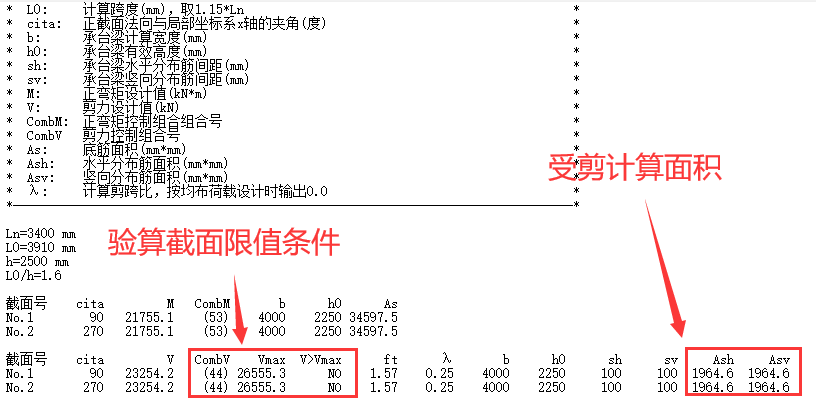 * L0: 计算跨度(mm), 取1.15*Ln *
* cita: 正截面法向与局部坐标系x轴的夹角(度) *
* b: 承台梁计算宽度(mm) *
* h0: 承台梁有效高度(mm) *
* sh: 承台梁水平分布筋间距(mm) *
* sv: 承台梁竖向分布筋间距(mm) *
* M: 正弯矩设计值(kN*m) *
* V: 剪力设计值(kN) *
* CombM: 正弯矩控制组合组合号 *
* CombV 剪力控制组合号 *
* As: 底筋面积(mm*mm) *
* Ash: 水平分布筋面积(mm*mm) *
* Asv: 竖向分布筋面积(mm*mm) *
* λ: 计算剪跨比, 按均布荷载设计时输出0.0 *
受剪计算面积
Ln=3400 mm
L0=3910 mm
h=2500 mm
L0/h=1.6
验算截面限值条件
截面号 cita M CombM b h0 As
No.1 90 21755.1 (53) 4000 2250 34597.5
No.2 270 21755.1 (53) 4000 2250 34597.5
截面号 cita V CombV Vmax V>Vmax ft λ b h0 sh sv Ash Asv
No.1 90 23254.2 (44) 26555.3 NO 1.57 0.25 4000 2250 100 100 1964.6 1964.6
No.2 270 23254.2 (44) 26555.3 NO 1.57 0.25 4000 2250 100 100 1964.6 1964.6